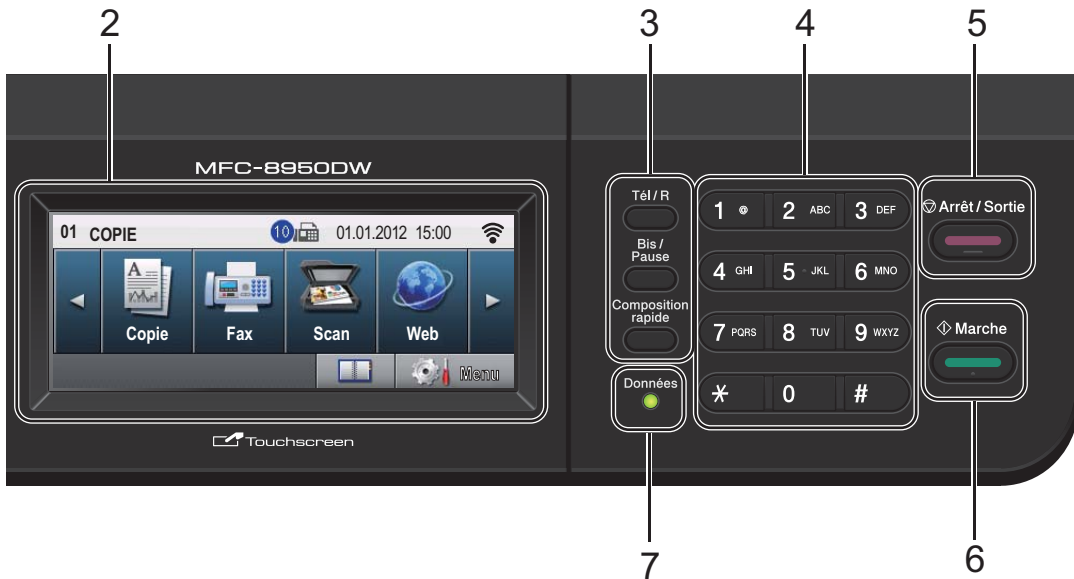 2
3
4
5
MFC-8950DW
01 COPIE
10
01.01.2012 15:00
Copie
Fax
Scan
Web
Menu
Touchscreen
Tél / R
Bis /
Pause
Composition
rapide
Données
1 @
2 ABC
3 DEF
4 GHI
5 JKL
6 MNO
7 PQRS
8 TUV
9 WXYZ
*
0
#
Arrêt / Sortie
Marche
7
6